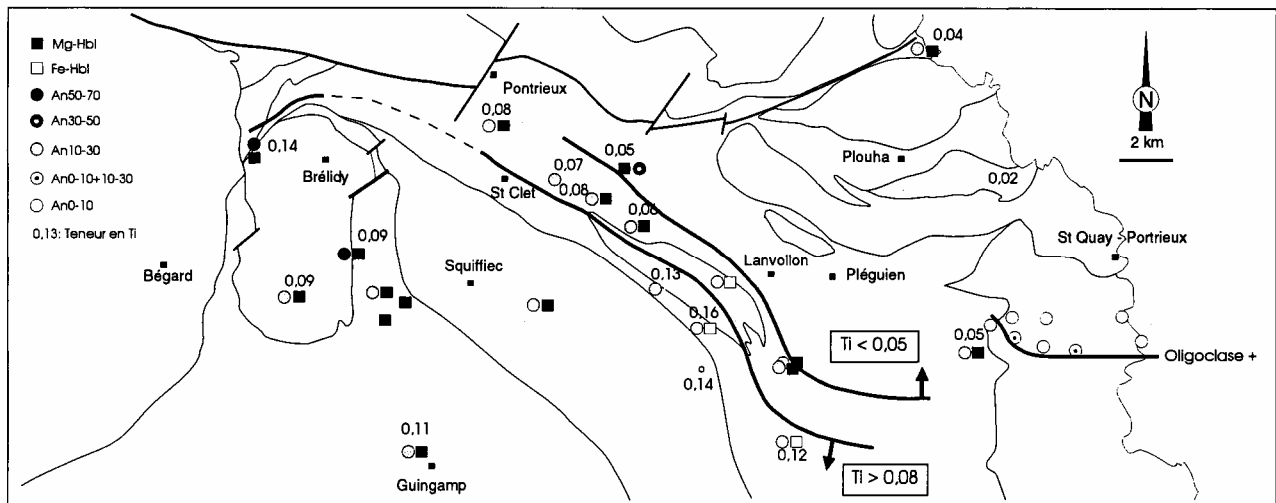 Mg-Hbl
Fe-Hbl
An50-70
An30-50
An10-30
An0-10+10-30
An0-10
0,13: Teneur en Ti
0,04
N
2 km
Pontrieux
0,08
0,14
Brélidy
0,05
Plouha
0,07
St Clet
0,08
0,02
0,06
0,09
St Quay - Portrieux
Bégard
Squiffiec
Lanvollon
Pléguien
0,13
0,09
0,16
Ti < 0,05
0,05
Oligoclase +
0,14
0,11
0,12
Guingamp
Ti > 0,08